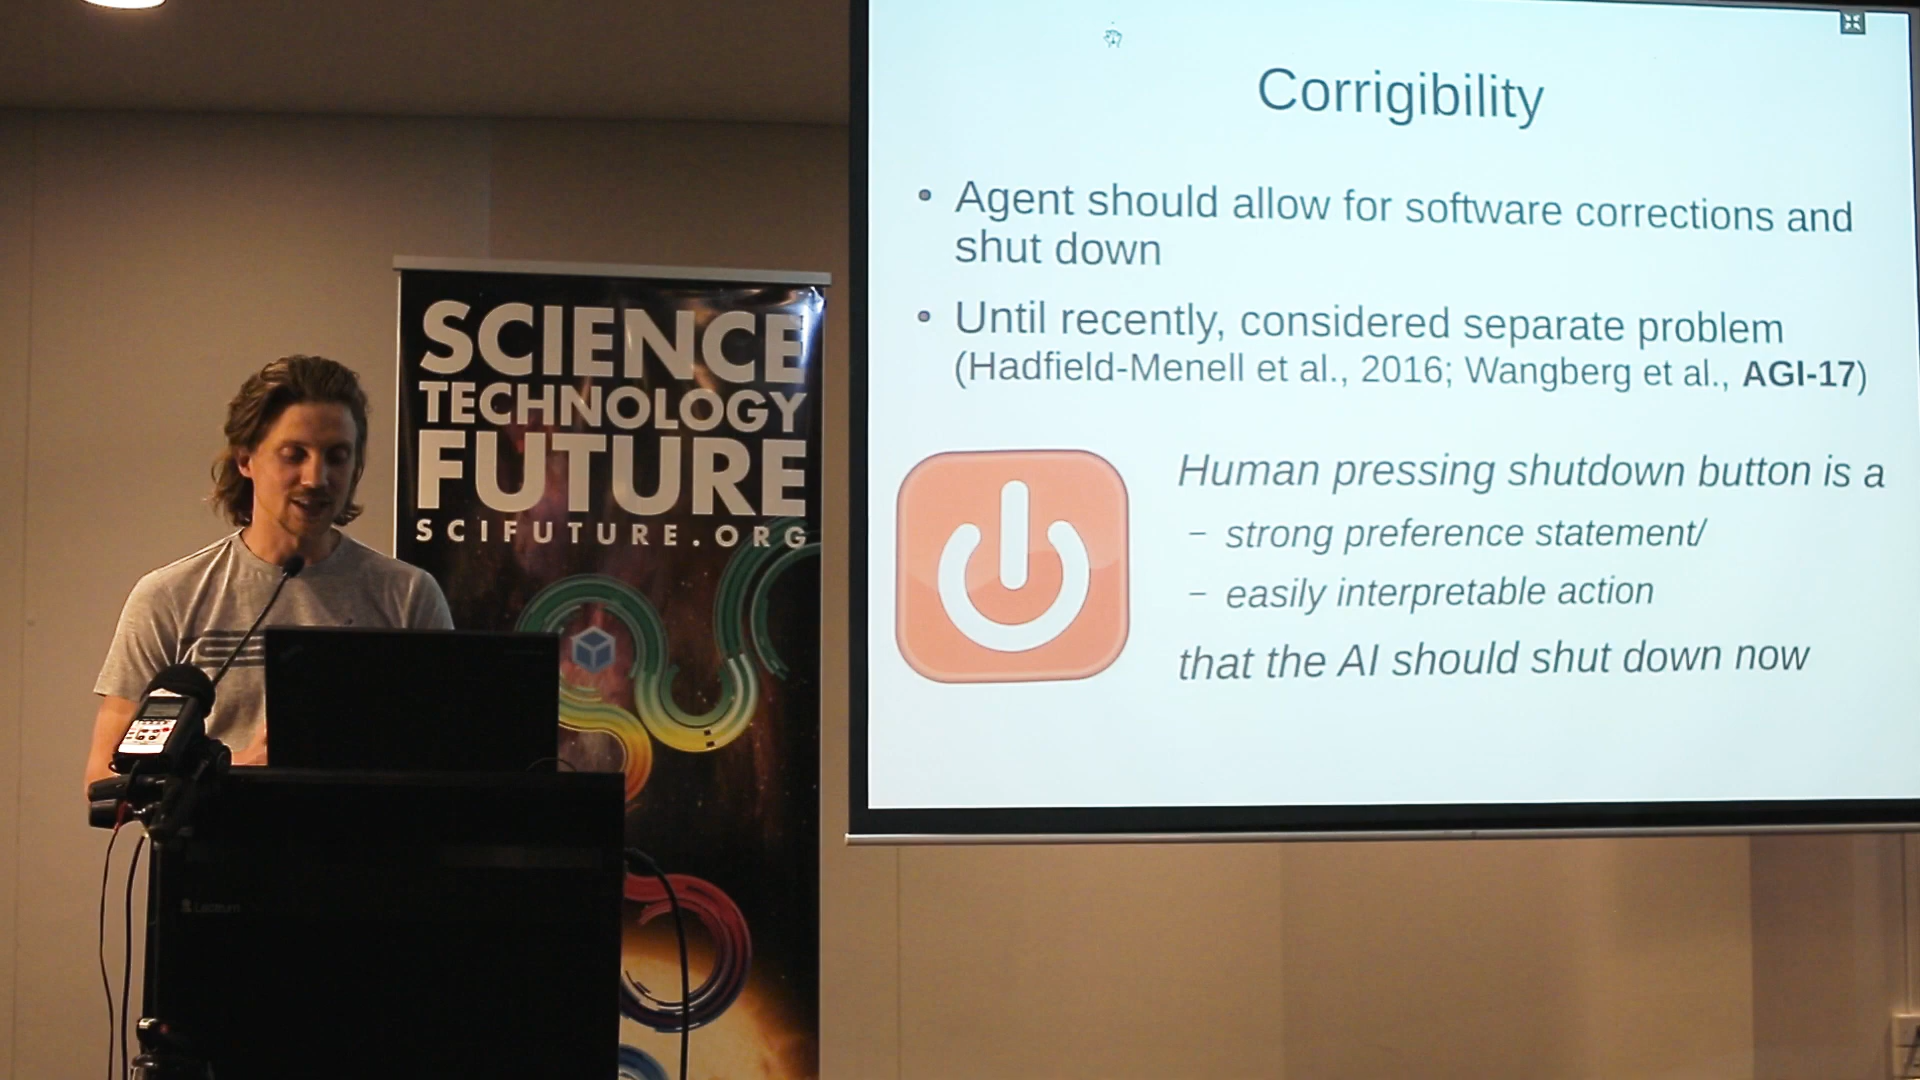 SCIENCE
TECHNOLOGY
FUTURE
SCIFUTURE.ORG
Corrigibility
• Agent should allow for software corrections and
shut down
• Until recently, considered separate problem
(Hadfield-Menell et al., 2016; Wangberg et al., AGI-17)
Human pressing shutdown button is a
– strong preference statement/
– easily interpretable action
that the AI should shut down now